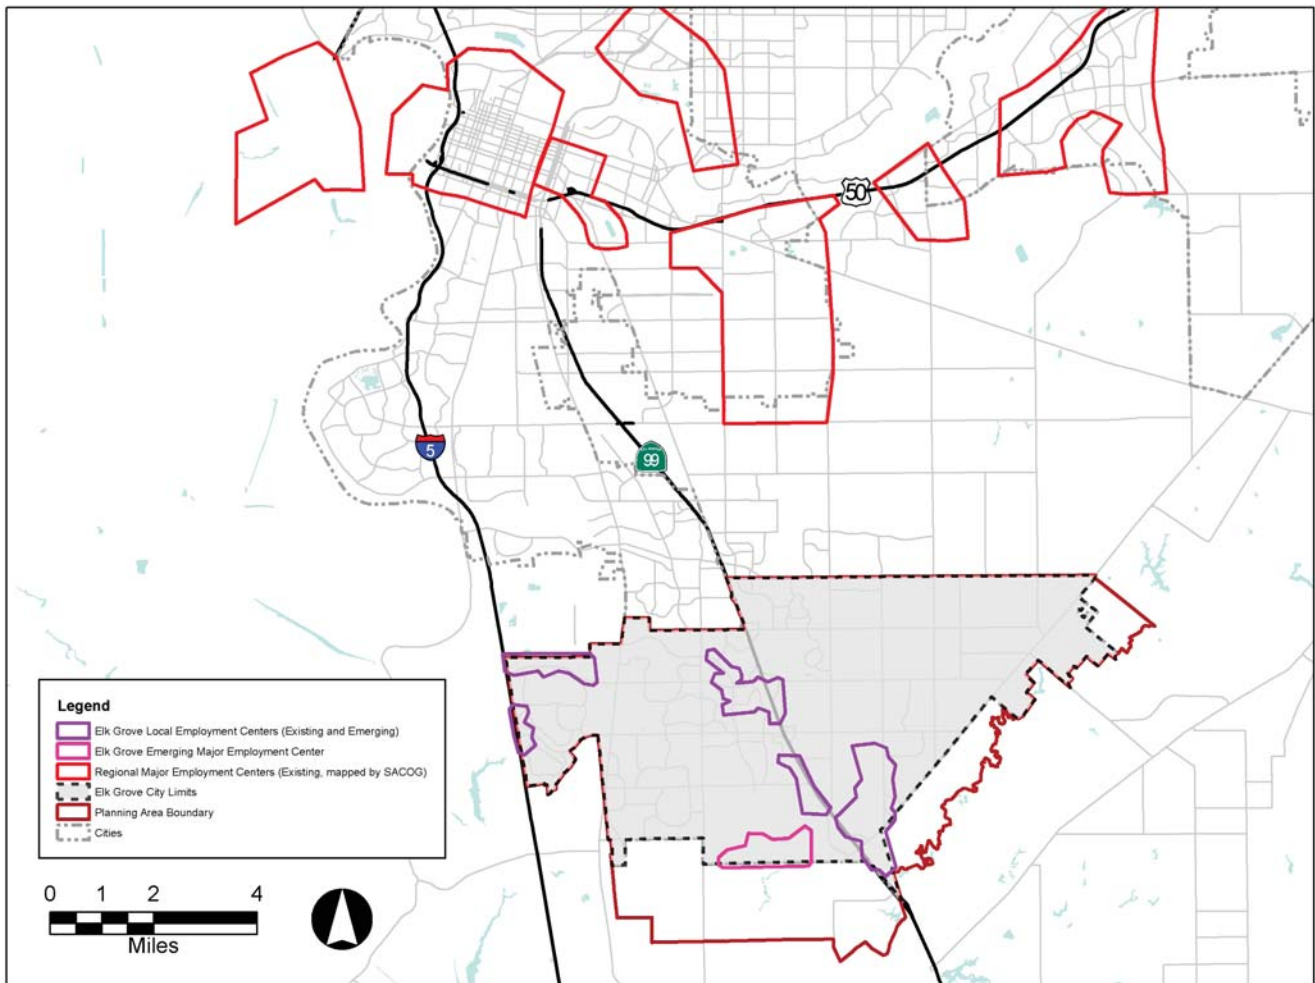 50
5
99
Legend
Elk Grove Local Employment Centers (Existing and Emerging)
Elk Grove Emerging Major Employment Center
Regional Major Employment Centers (Existing, mapped by SACOG)
Elk Grove City Limits
Planning Area Boundary
Cities
0 1 2 4
Miles